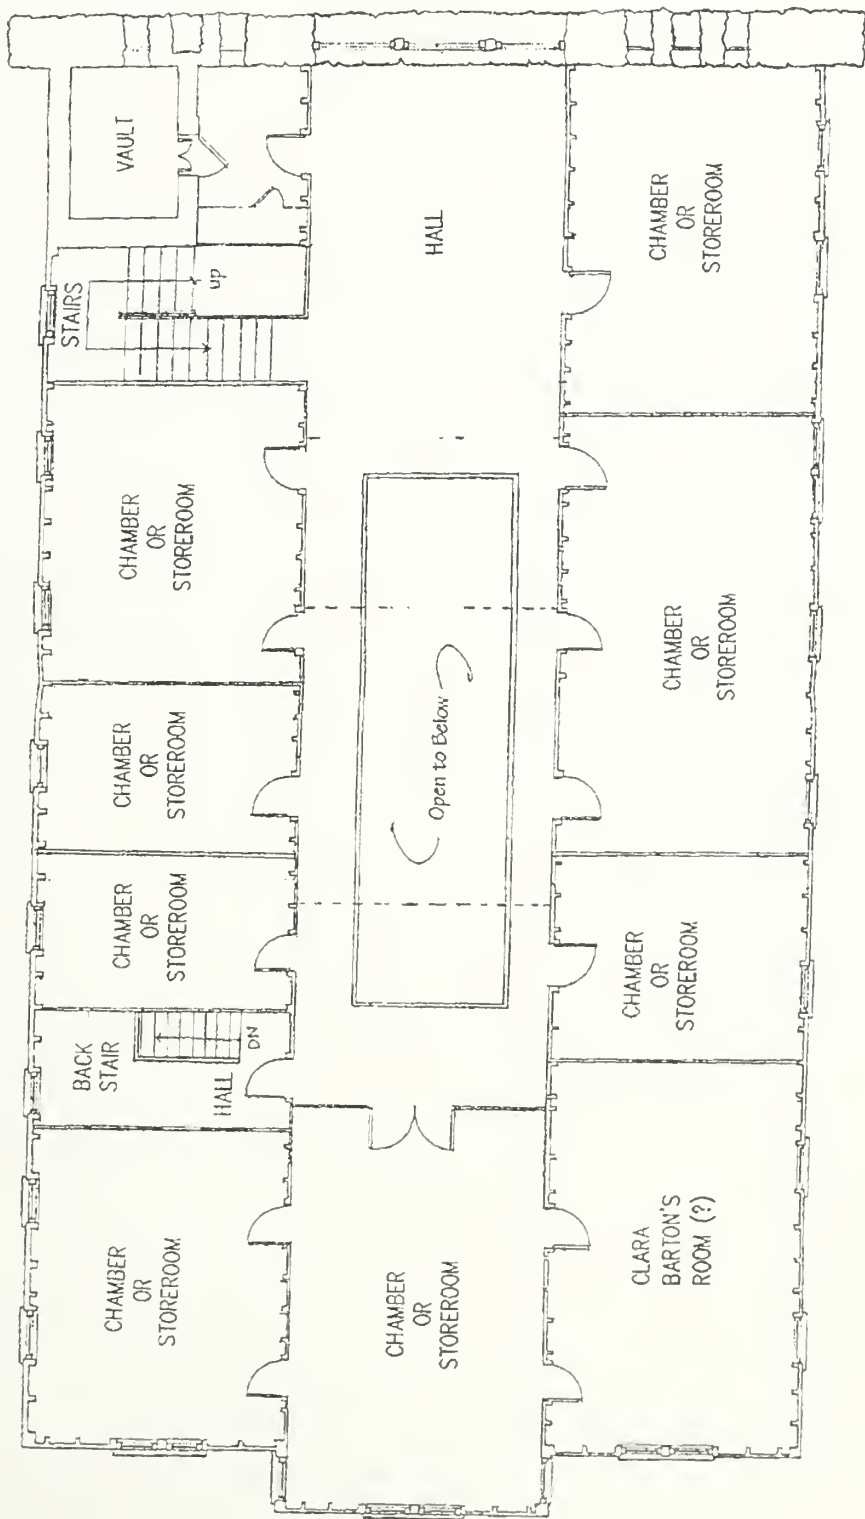 VAULT
UP
STAIRS
HALL
CHAMBER
OR
STOREROOM
CHAMBER
OR
STOREROOM
Open to Below
CHAMBER
OR
STOREROOM
CHAMBER
OR
STOREROOM
CHAMBER
OR
STOREROOM
CHAMBER
OR
STOREROOM
BACK
STAIR
DN
HALL
CHAMBER
OR
STOREROOM
CHAMBER
OR
STOREROOM
CLARA
BARTON'S
ROOM (?)